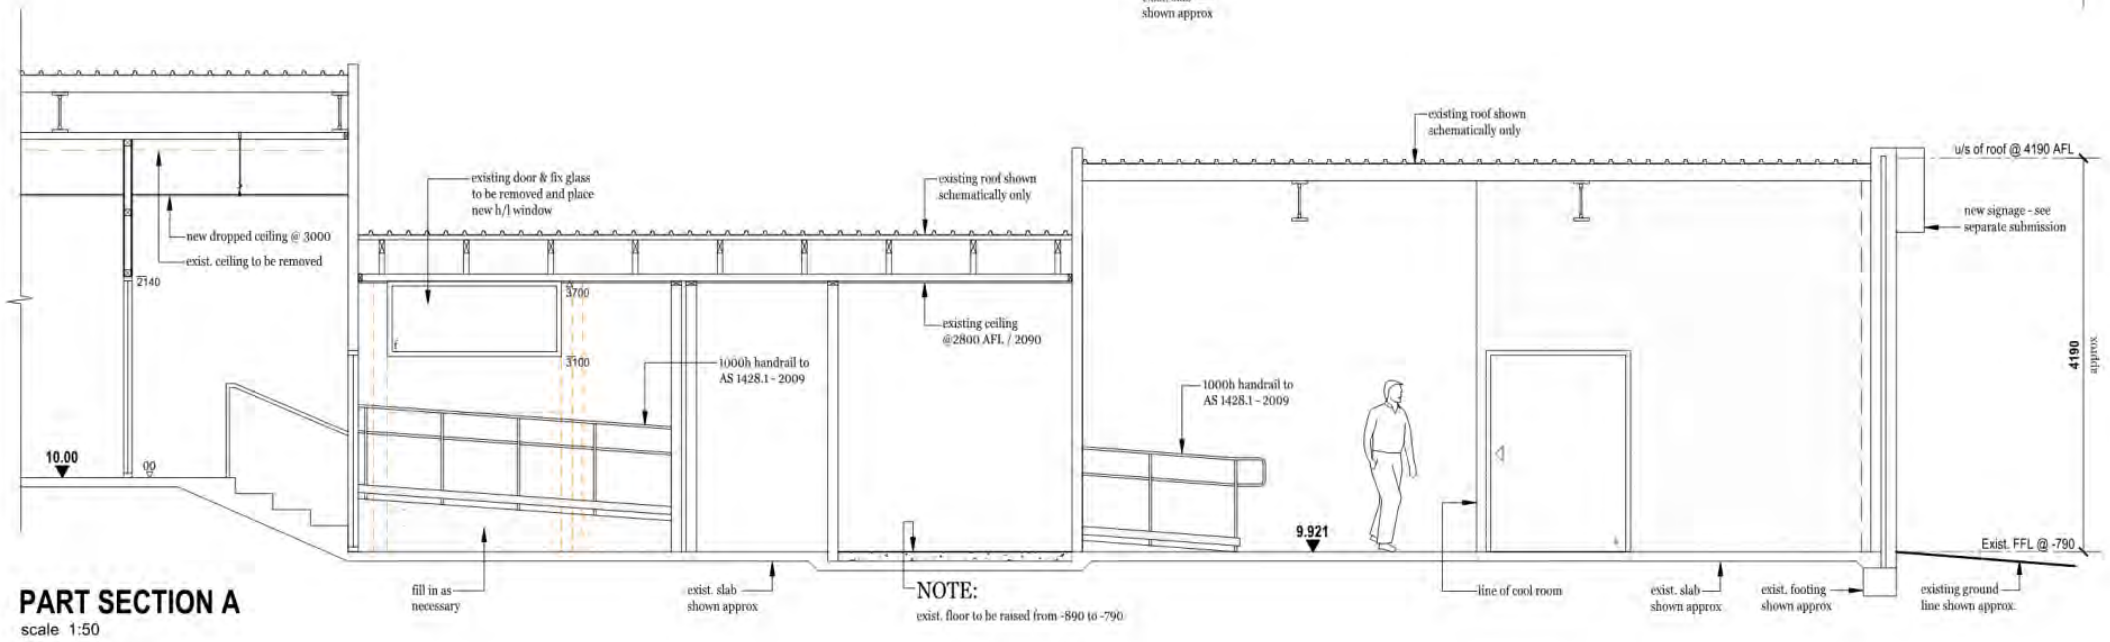 shown approx
existing roof shown
schematically only
u/s of roof @ 4190 AFL
existing door & fix glass
to be removed and place
new h/l window
existing roof shown
schematically only
new signage - see
separate submission
new dropped ceiling @ 3000
exist. ceiling to be removed
2140
3700
existing ceiling
@2800 AFL / 2090
3100
1000h handrail to
AS 1428.1 - 2009
1000h handrail to
AS 1428.1 - 2009
4190
approx
10.00
00
9.921
Exist. FFL @ -790
PART SECTION A
scale 1:50
fill in as
necessary
exist. slab
shown approx
NOTE:
exist. floor to be raised from -890 to -790
line of cool room
exist. slab
shown approx
exist. footing
shown approx
existing ground
line shown approx.
f